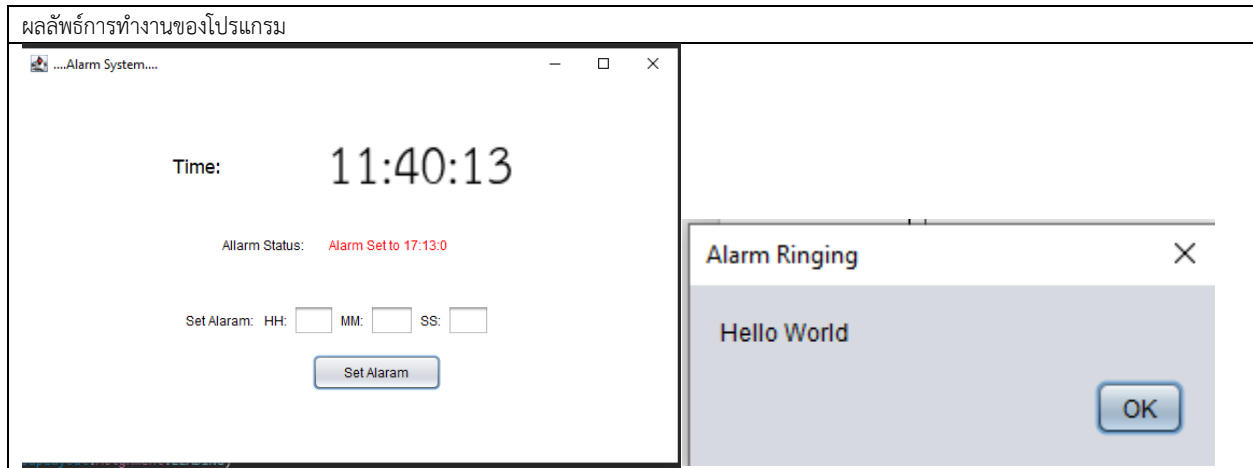 ผลลัพธ์การทำงานของโปรแกรม
....Alarm System....
Time: 11:40:13
Allarm Status: Alarm Set to 17:13:0
Set Alaram: HH: MM: SS:
Set Alaram
Alarm Ringing
Hello World
OK